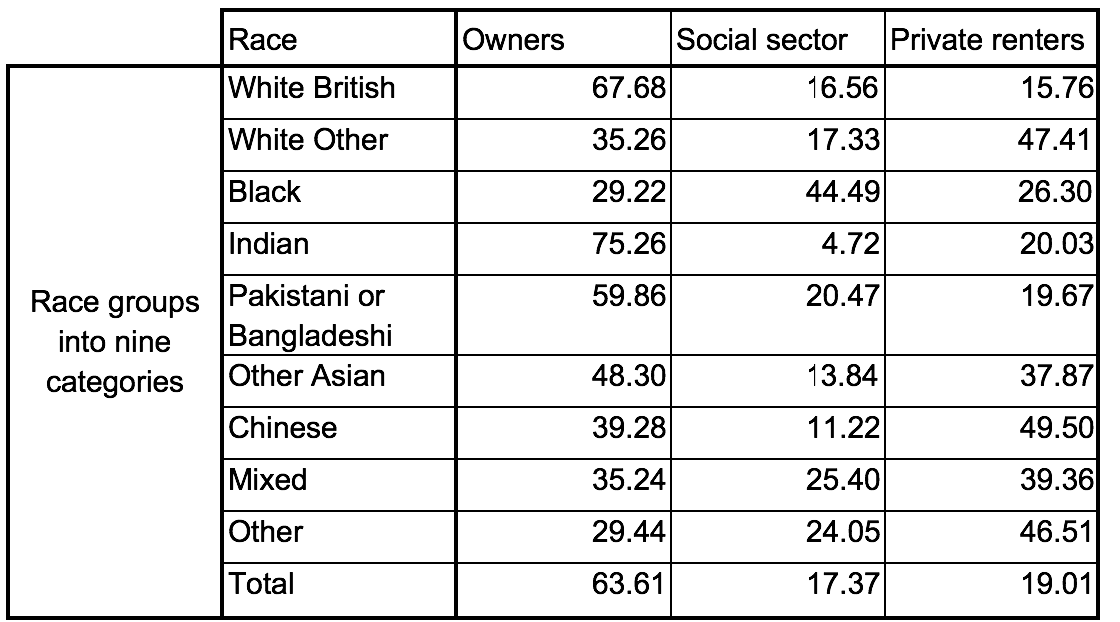 Race Owners Social sector Private renters
Race groups
into nine
categories
White British 67.68 16.56 15.76
White Other 35.26 17.33 47.41
Black 29.22 44.49 26.30
Indian 75.26 4.72 20.03
Pakistani or 59.86 20.47 19.67
Bangladeshi
Other Asian 48.30 13.84 37.87
Chinese 39.28 11.22 49.50
Mixed 35.24 25.40 39.36
Other 29.44 24.05 46.51
Total 63.61 17.37 19.01